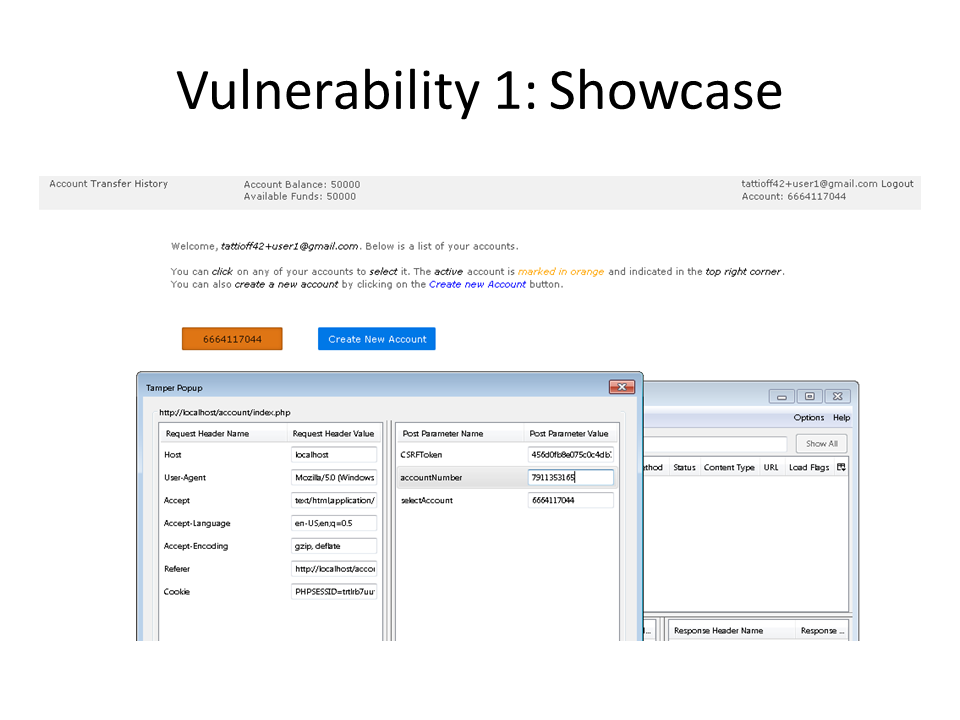 Vulnerability 1: Showcase
Account Transfer History
Account Balance: 50000
Available Funds: 50000
tattioff42+user1@gmail.com Logout
Account: 6664117044
Welcome, tattioff42+user1@gmail.com. Below is a list of your accounts.
You can click on any of your accounts to select it. The active account is marked in orange and indicated in the top right corner.
You can also create a new account by clicking on the Create new Account button.
6664117044
Create New Account
Tamper Popup
http://localhost/account/index.php
Request Header Name Request Header Value
Host localhost
User-Agent Mozilla/5.0 (Windows
Accept text/html,application/
Accept-Language en-US,en;q=0.5
Accept-Encoding gzip, deflate
Referer http://localhost/accou
Cookie PHPSESSID=trtlrb7uu
Post Parameter Name Post Parameter Value
CSRFToken 456d0fb8e075c0c4db
accountNumber 7911353165
selectAccount 6664117044
Options Help
Show All
thod Status Content Type URL Load Flags
Response Header Name Response ...